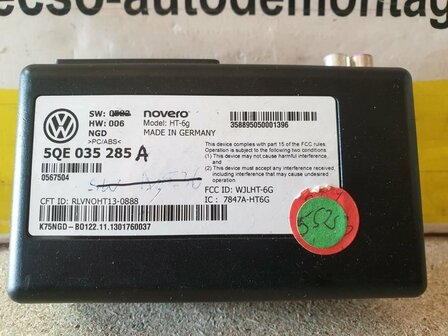 ecso-autodemontag
SW: 0502 novero 358895050001396
HW: 006 Model: HT-6g
NGD MADE IN GERMANY
>PC/ABS<
5QE 035 285 A
0567504
This device complies with part 15 of the FCC rules.
Operation is subject to the following two conditions
(1) This device may not cause harmful interference,
and
(2) This device must accept any interference received,
including interference that may cause undesired
operation.
FCC ID: WJLHT-6G
CFT ID: RLVNOHT13-0888 IC : 7847A-HT6G
K75NGD-BO122.11.1301760037